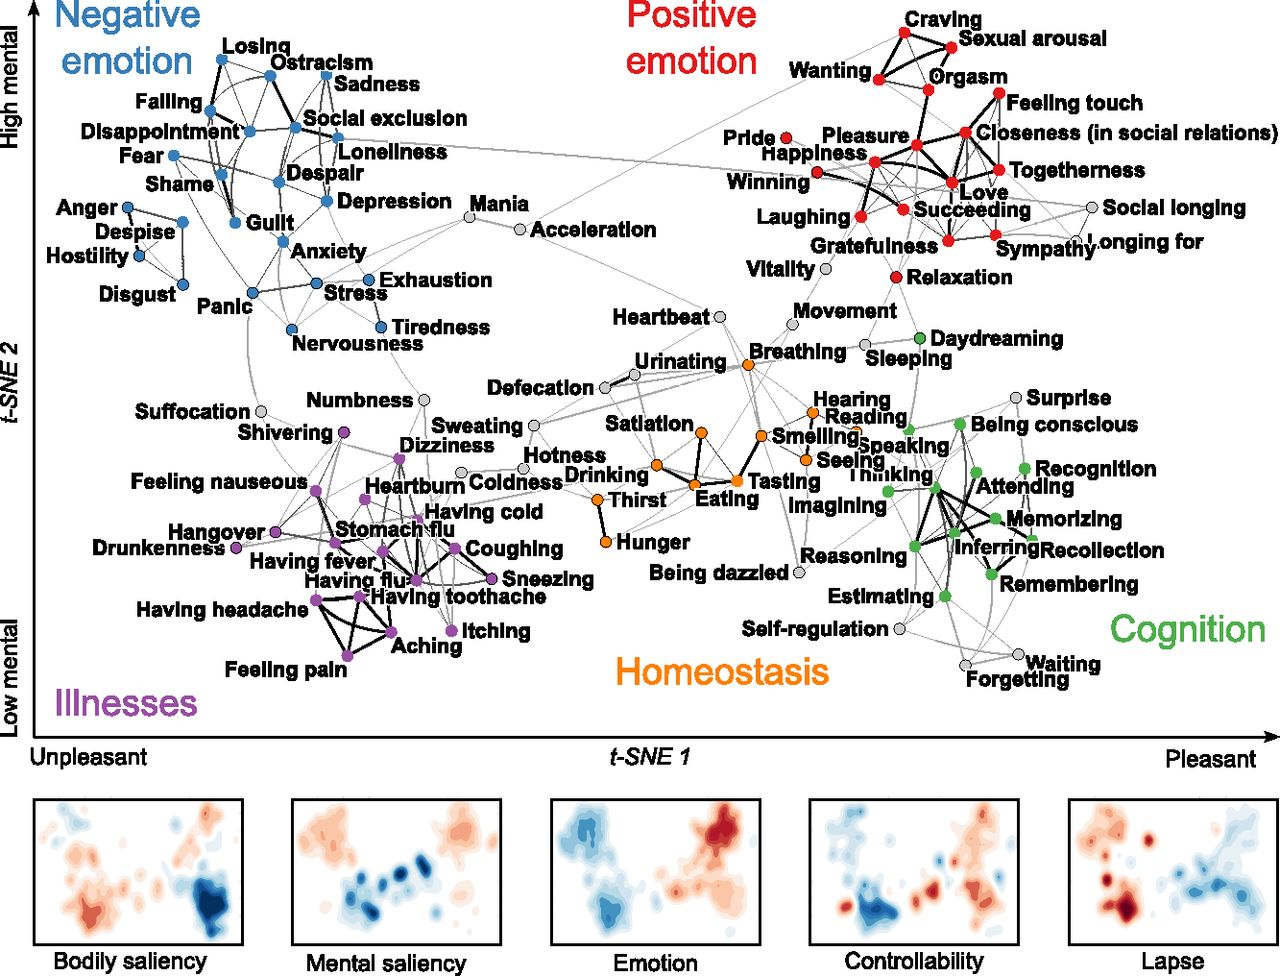 Negative
emotion
Positive
emotion
High mental
t-SNE 2
Low mental
Losing
Ostracism
Sadness
Falling
Disappointment
Social exclusion
Loneliness
Fear
Shame
Despair
Depression
Anger
Despise
Guilt
Hostility
Anxiety
Disgust
Panic
Stress
Exhaustion
Nervousness
Tiredness
Mania
Acceleration
Craving
Sexual arousal
Wanting
Orgasm
Feeling touch
Pride
Pleasure
Closeness (in social relations)
Happiness
Winning
Togetherness
Love
Laughing
Succeeding
Social longing
Gratefulness
Sympathy
Longing for
Vitality
Relaxation
Heartbeat
Movement
Breathing
Sleeping
Daydreaming
Urinating
Defecation
Suffocation
Numbness
Sweating
Satiation
Hearing
Reading
Surprise
Shivering
Dizziness
Smelling
Speaking
Being conscious
Hotness
Seeing
Feeling nauseous
Heartburn
Coldness
Drinking
Tasting
Thinking
Recognition
Attending
Thirst
Eating
Imagining
Having cold
Memorizing
Hangover
Stomach flu
Drunkenness
Coughing
Hunger
Reasoning
Inferring
Recollection
Having fever
Having flu
Sneezing
Being dazzled
Remembering
Having headache
Having toothache
Estimating
Aching
Itching
Self-regulation
Cognition
Feeling pain
Homeostasis
Waiting
Forgetting
Illnesses
Unpleasant
t-SNE 1
Pleasant
Bodily saliency
Mental saliency
Emotion
Controllability
Lapse